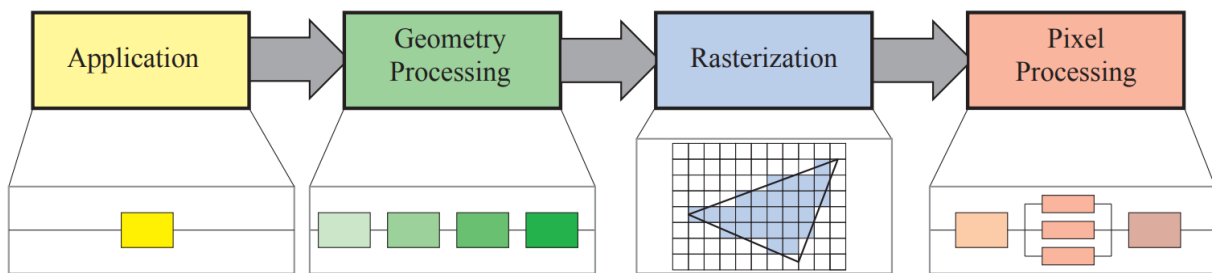 Application
Geometry
Processing
Rasterization
Pixel
Processing